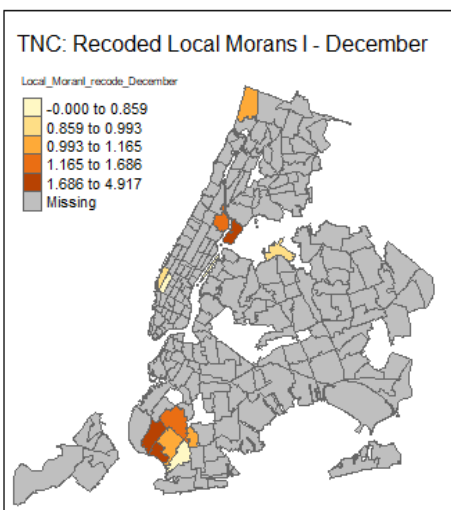 TNC: Recoded Local Morans I - December
Local_MoranI_recode_December
-0.000 to 0.859
0.859 to 0.993
0.993 to 1.165
1.165 to 1.686
1.686 to 4.917
Missing